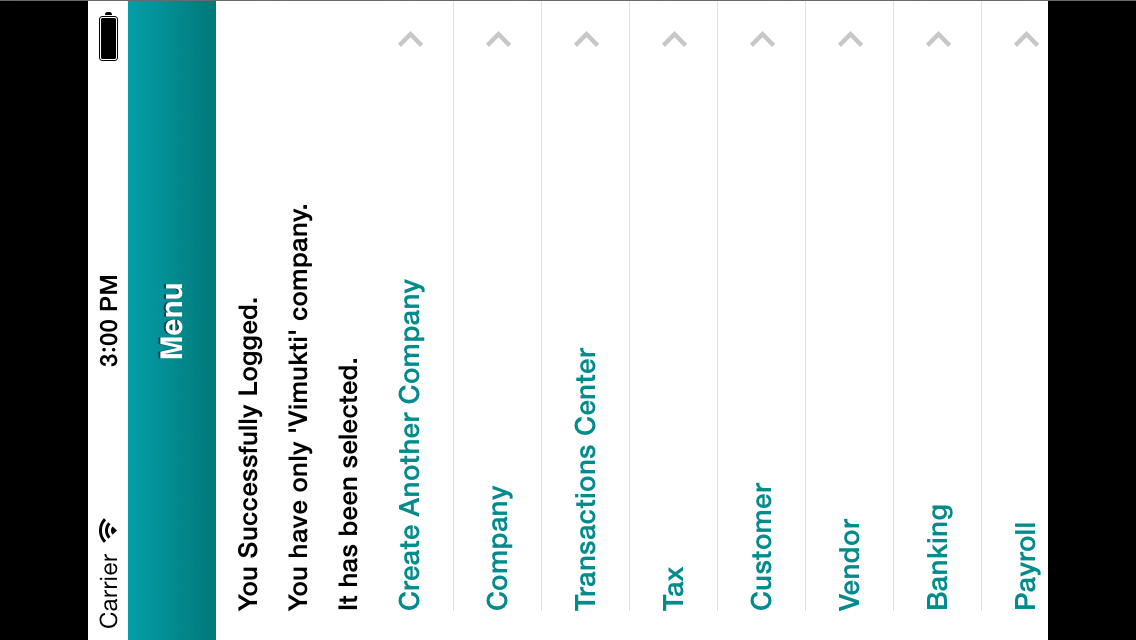 Carrier 3:00 PM
Menu
You Successfully Logged.
You have only 'Vimukti' company.
It has been selected.
Create Another Company
Company
Transactions Center
Tax
Customer
Vendor
Banking
Payroll